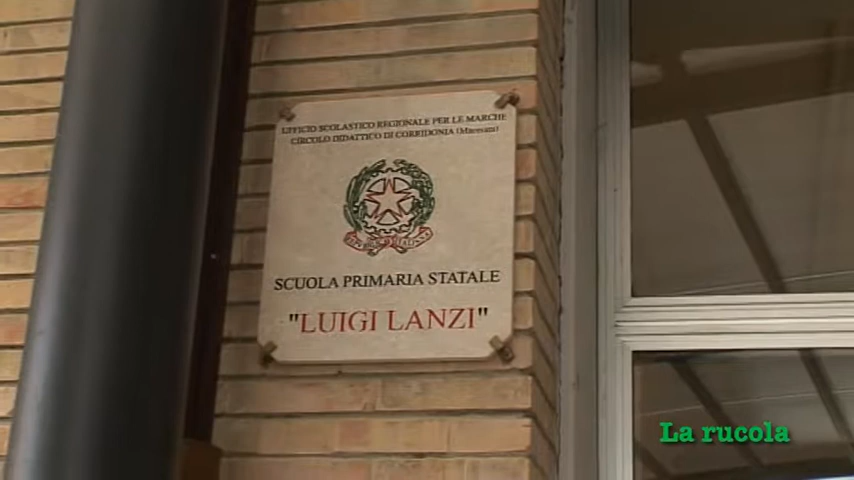 UFFICIO SCOLASTICO REGIONALE PER LE MARCHE
CIRCOLO DIDATTICO DI CORRIDONIA (Macerata)
SCUOLA PRIMARIA STATALE
"LUIGI LANZI"
La rucola